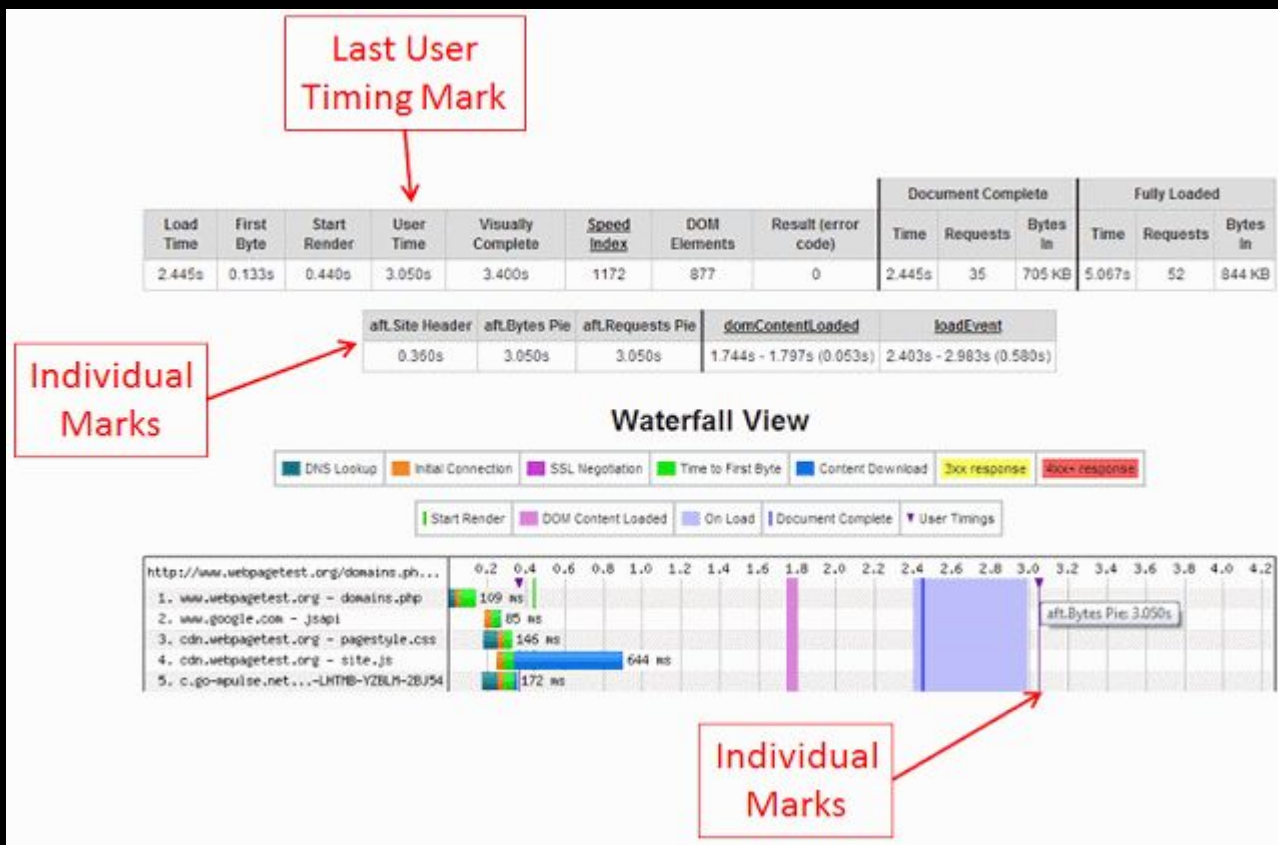 Last User
Timing Mark
Document Complete Fully Loaded
Load Time First Byte Start Render User Time Visually Complete Speed Index DOM Elements Result (error code) Time Requests Bytes In Time Requests Bytes In
2.445s 0.133s 0.440s 3.050s 3.400s 1172 877 0 2.445s 35 705 KB 5.067s 52 844 KB
aft.Site Header aft.Bytes Pie aft.Requests Pie domContentLoaded loadEvent
0.360s 3.050s 3.050s 1.744s - 1.797s (0.053s) 2.403s - 2.983s (0.580s)
Individual
Marks
Waterfall View
DNS Lookup Initial Connection SSL Negotiation Time to First Byte Content Download 3xx response 4xx+ response
Start Render DOM Content Loaded On Load Document Complete User Timings
http://www.webpagetest.org/domains.ph... 0.2 0.4 0.6 0.8 1.0 1.2 1.4 1.6 1.8 2.0 2.2 2.4 2.6 2.8 3.0 3.2 3.4 3.6 3.8 4.0 4.2
1. www.webpagetest.org - domains.php 109 ms
aft.Bytes Pie: 3.050s
2. www.google.com - jsapi 85 ms
3. cdn.webpagetest.org - pagestyle.css 146 ms
4. cdn.webpagetest.org - site.js 644 ms
5. c.go-mpulse.net...-LHTMB-YZBLM-2BJ54 172 ms
Individual
Marks